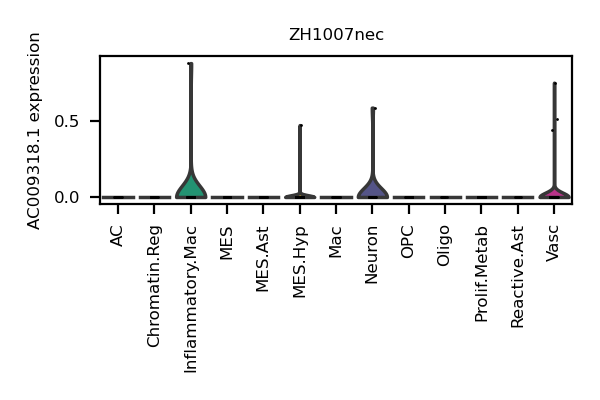 ZH1007nec
AC009318.1 expression
0.5
0.0
AC
Chromatin.Reg
Inflammatory.Mac
MES
MES.Ast
MES.Hyp
Mac
Neuron
OPC
Oligo
Prolif.Metab
Reactive.Ast
Vasc